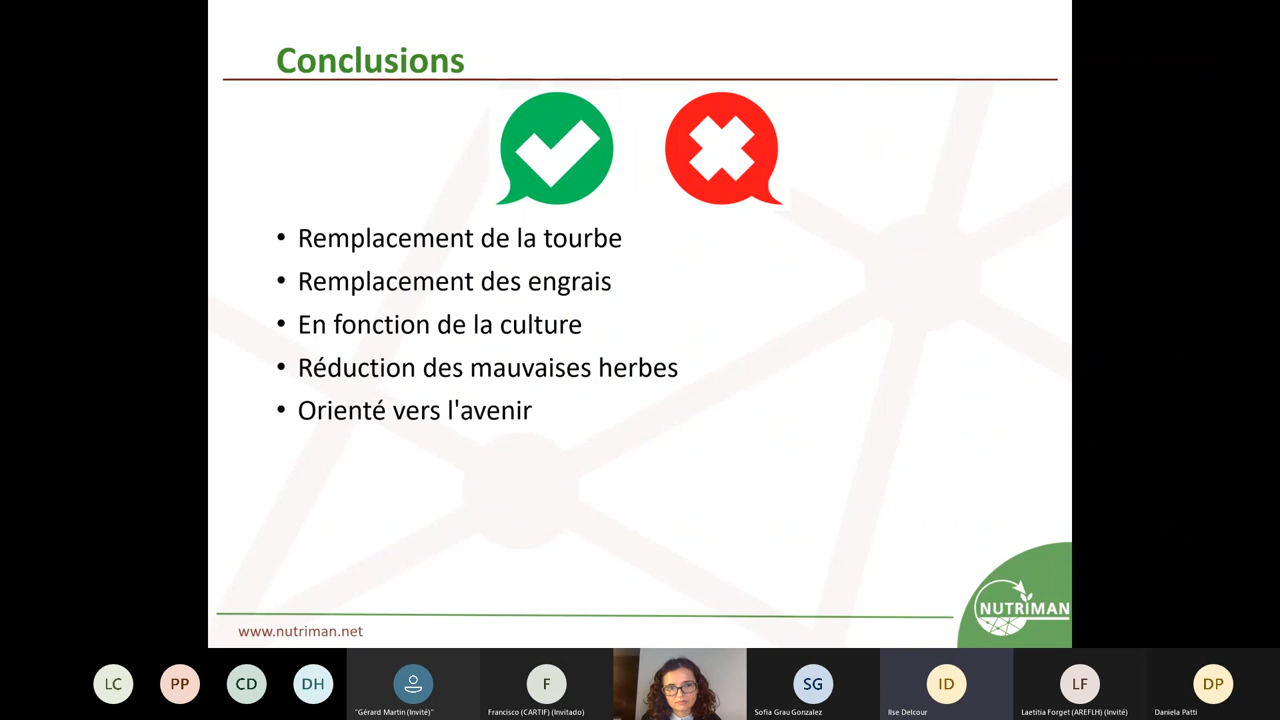 Conclusions
• Remplacement de la tourbe
• Remplacement des engrais
• En fonction de la culture
• Réduction des mauvaises herbes
• Orienté vers l'avenir
NUTRIMAN
www.nutriman.net
LC
PP
CD
DH
F
SG
ID
LF
DP
"Gérard Martin (Invité)"
Francisco (CARTIF) (Invitado)
Sofia Grau Gonzalez
Ilse Delcour
Laetitia Forget (AREFLH) (Invité)
Daniela Patti